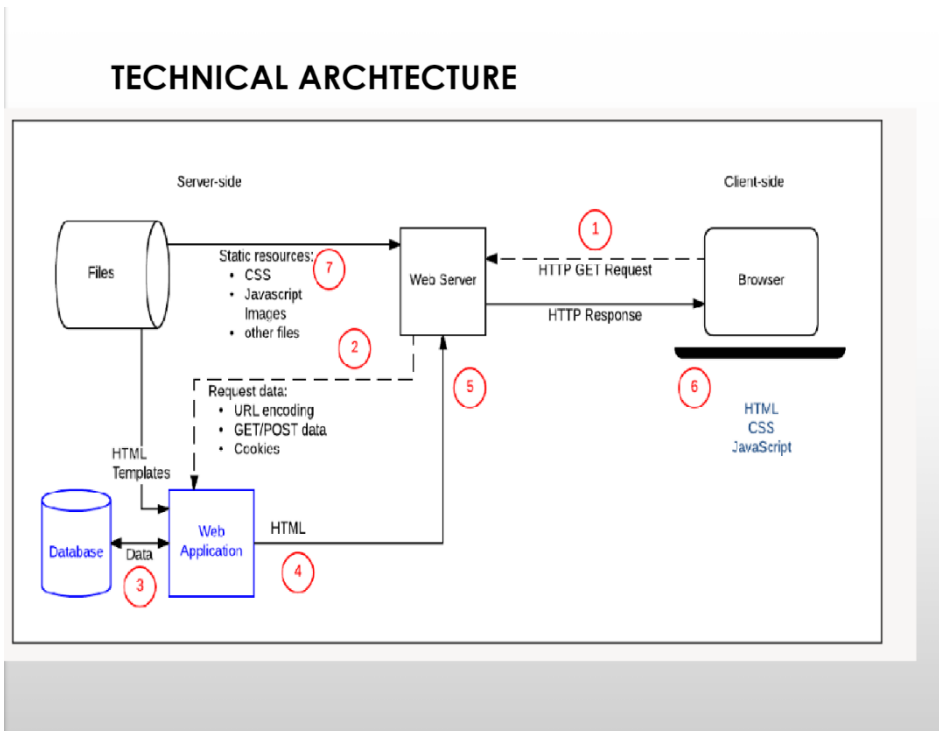 TECHNICAL ARCHTECTURE
Server-side
Client-side
1
Files
Static resources:
7
• CSS
• Javascript
Images
• other files
Web Server
HTTP GET Request
Browser
HTTP Response
2
Request data:
• URL encoding
• GET/POST data
• Cookies
5
6
HTML
CSS
JavaScript
HTML
Templates
Database
Data
3
Web
Application
HTML
4